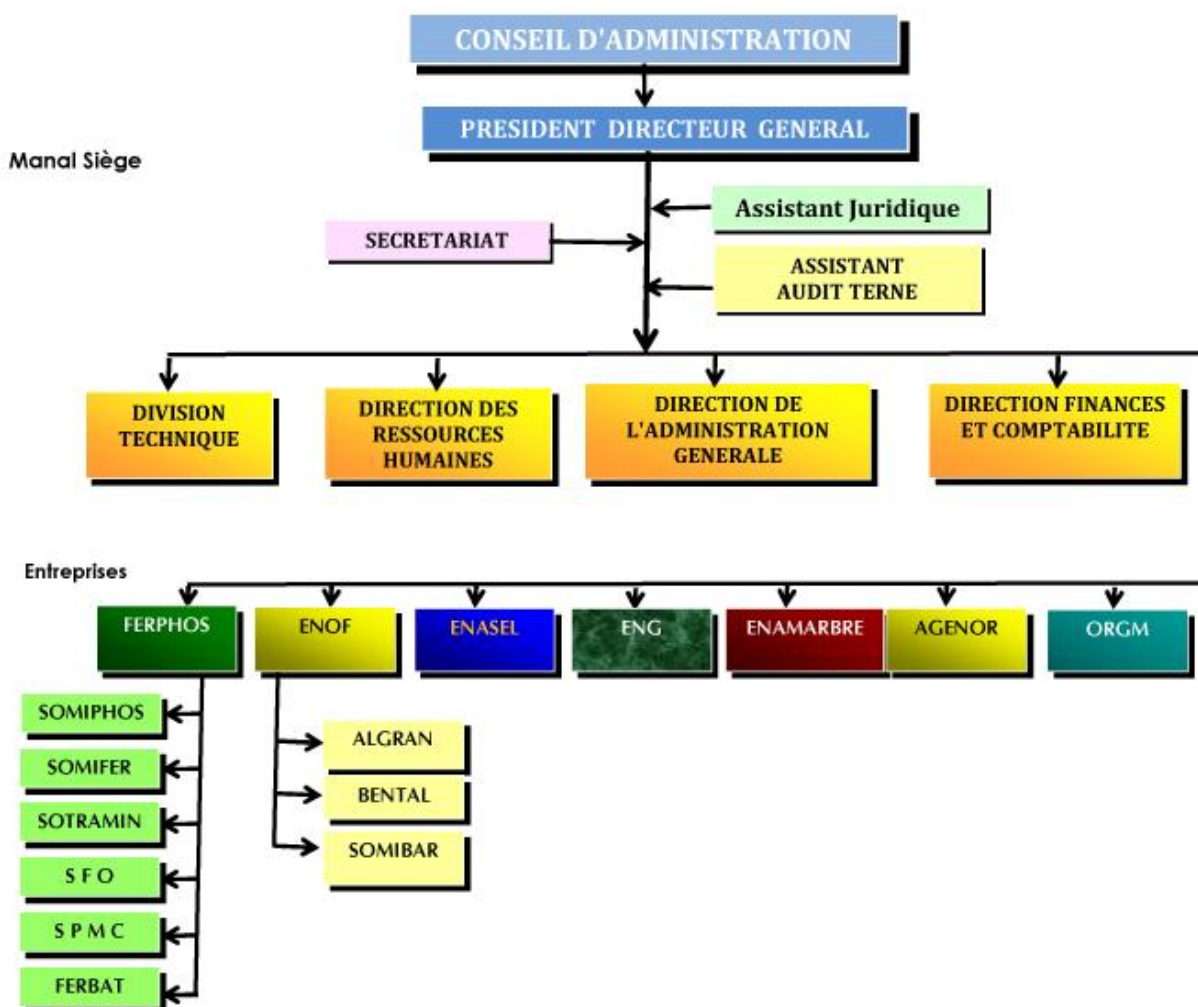 CONSEIL D'ADMINISTRATION
PRESIDENT DIRECTEUR GENERAL
Manal Siège
Assistant Juridique
SECRETARIAT
ASSISTANT
AUDIT TERNE
DIVISION
TECHNIQUE
DIRECTION DES
RESSOURCES
HUMAINES
DIRECTION DE
L'ADMINISTRATION
GENERALE
DIRECTION FINANCES
ET COMPTABILITE
Entreprises
FERPHOS
ENOF
ENASEL
ENG
ENAMARBRE
AGENOR
ORGM
SOMIPHOS
SOMIFER
SOTRAMIN
S F O
S P M C
FERBAT
ALGRAN
BENTAL
SOMIBAR